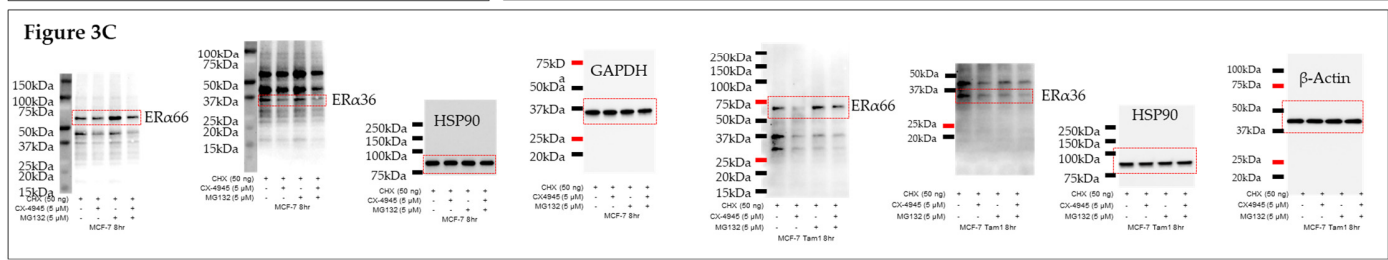 Figure 3C
150kDa
100kDa
75kDa
50kDa
37kDa
25kDa
20kDa
15kDa
ERα66
CHX (50 ng) + + + +
CX-4945 (5 µM) - + - +
MG132 (5 µM) - - + +
MCF-7 8hr
100kDa
75kDa
50kDa
37kDa
25kDa
20kDa
15kDa
ERα36
CHX (50 ng) + + + +
CX-4945 (5 µM) - + - +
MG132 (5 µM) - - + +
MCF-7 8hr
HSP90
250kDa
150kDa
100kDa
75kDa
CHX (50 ng) + + + +
CX-4945 (5 µM) - + - +
MG132 (5 µM) - - + +
MCF-7 8hr
GAPDH
75kD
a
50kDa
37kDa
25kDa
20kDa
CHX (50 ng) + + + +
CX-4945 (5 µM) - + - +
MG132 (5 µM) - - + +
MCF-7 8hr
250kDa
150kDa
100kDa
75kDa
50kDa
37kDa
25kDa
20kDa
15kDa
ERα66
CHX (50 ng) + + + +
CX-4945 (5 µM) - + - +
MG132 (5 µM) - - + +
MCF-7 Tam1 8hr
50kDa
37kDa
25kDa
20kDa
ERα36
CHX (50 ng) + + + +
CX-4945 (5 µM) - + - +
MG132 (5 µM) - - + +
MCF-7 Tam1 8hr
HSP90
250kDa
150kDa
100kDa
75kDa
CHX (50 ng) + + + +
CX-4945 (5 µM) - + - +
MG132 (5 µM) - - + +
MCF-7 Tam1 8hr
β-Actin
100kDa
75kDa
50kDa
37kDa
25kDa
20kDa
CHX (50 ng) + + + +
CX-4945 (5 µM) - + - +
MG132 (5 µM) - - + +
MCF-7 Tam1 8hr